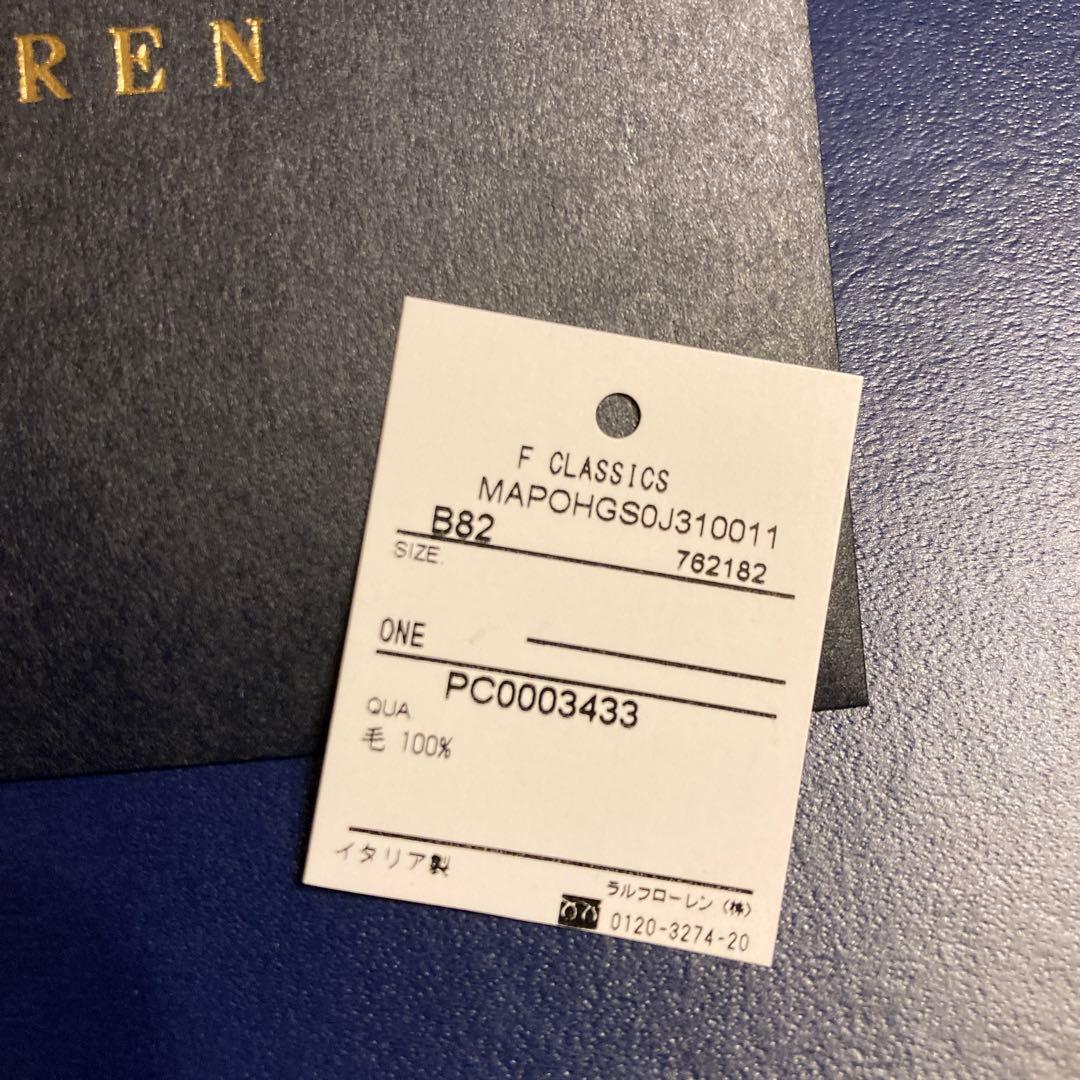 REN
F CLASSICS
MAPOHGS0J310011
B82
762182
SIZE.
ONE
PC0003433
QUA
毛 100%
イタリア製
ラルフローレン（株）
0120-3274-20